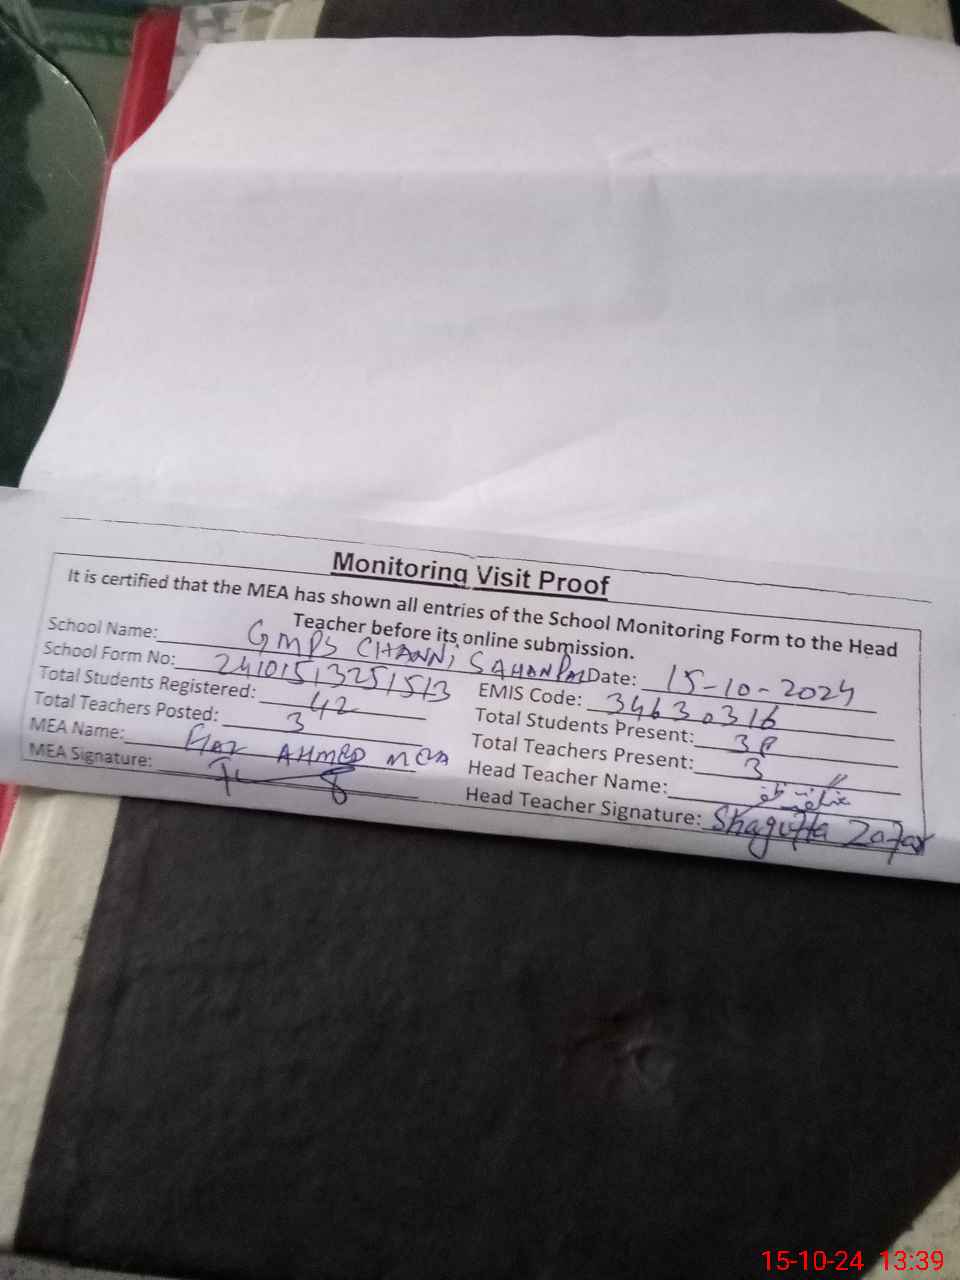 Monitoring Visit Proof
It is certified that the MEA has shown all entries of the School Monitoring Form to the Head
Teacher before its online submission.
School Name: GMPS CHANNI SAHANPAL Date: 15-10-2024
School Form No: 24101513251513 EMIS Code: 34630316
Total Students Registered: 42 Total Students Present: 38
Total Teachers Posted: 3 Total Teachers Present: 3
MEA Name: AHMED MEA Head Teacher Name:
MEA Signature: Head Teacher Signature: Shagufta Zafar
15-10-24 13:39